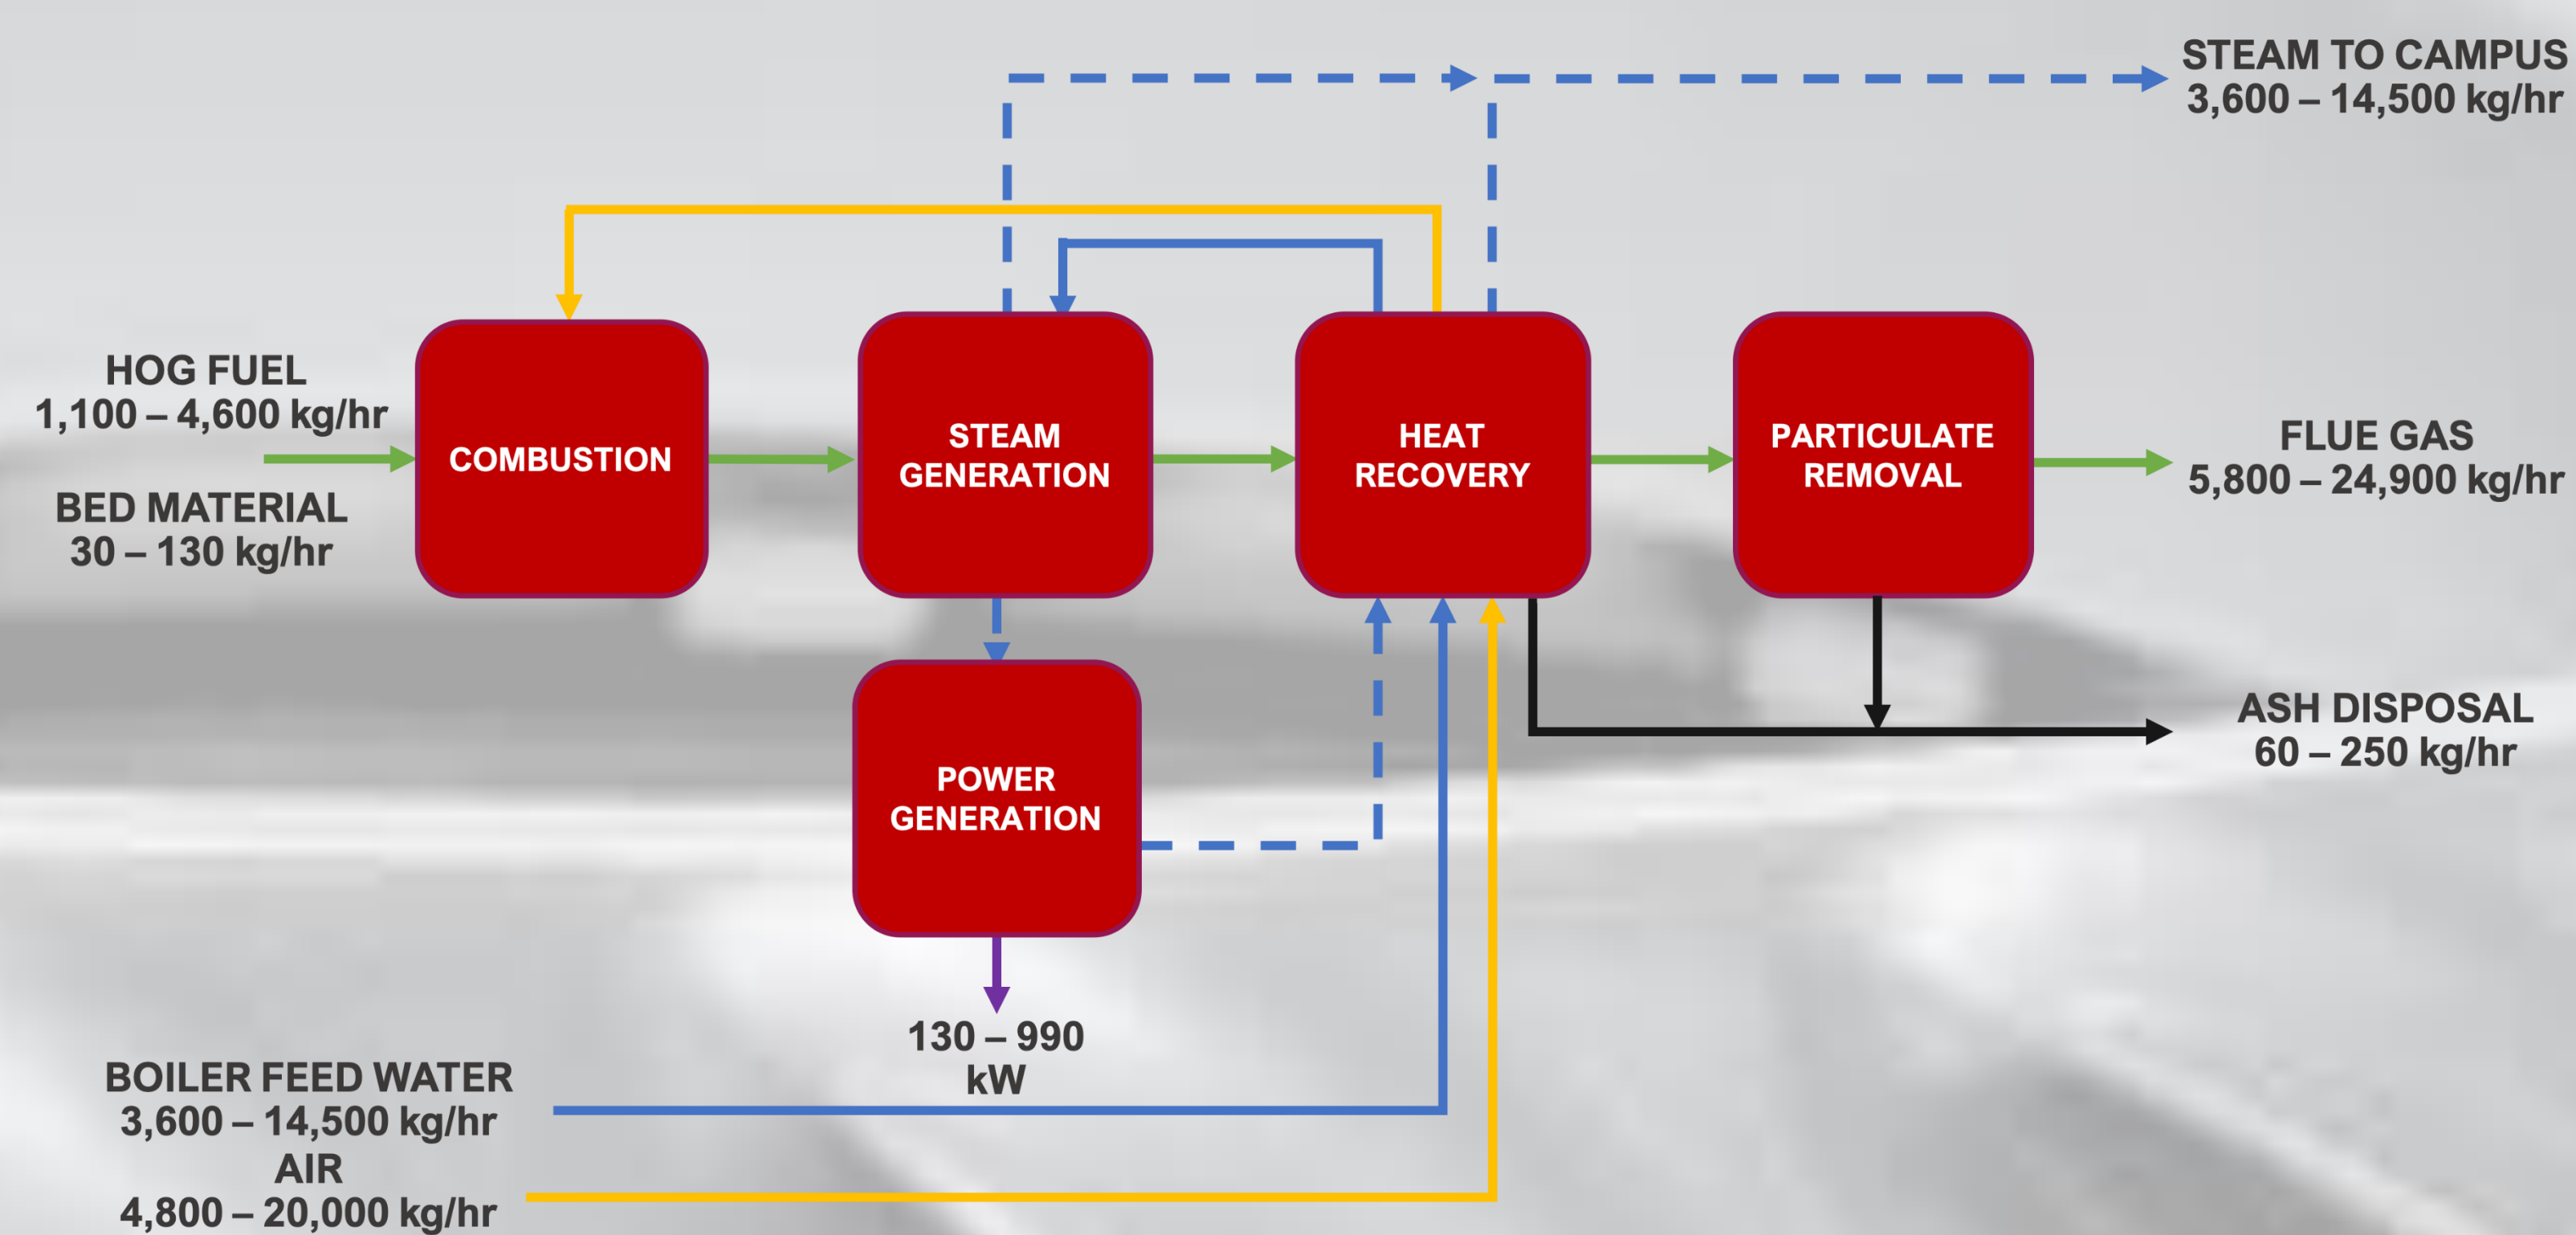 STEAM TO CAMPUS
3,600 – 14,500 kg/hr
HOG FUEL
1,100 – 4,600 kg/hr
BED MATERIAL
30 – 130 kg/hr
COMBUSTION
STEAM
GENERATION
HEAT
RECOVERY
PARTICULATE
REMOVAL
FLUE GAS
5,800 – 24,900 kg/hr
ASH DISPOSAL
60 – 250 kg/hr
POWER
GENERATION
130 – 990
kW
BOILER FEED WATER
3,600 – 14,500 kg/hr
AIR
4,800 – 20,000 kg/hr